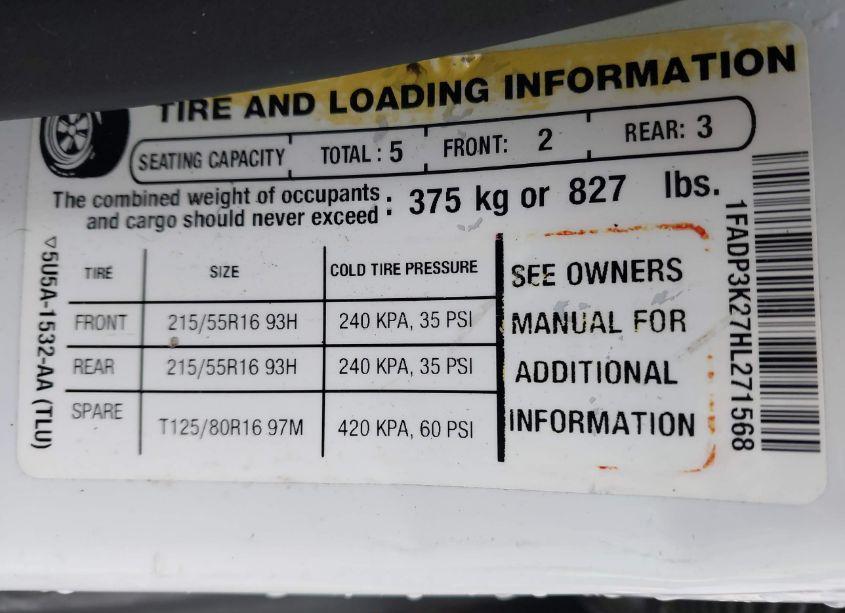 TIRE AND LOADING INFORMATION
SEATING CAPACITY TOTAL : 5 FRONT: 2 REAR: 3
The combined weight of occupants
and cargo should never exceed : 375 kg or 827 lbs.
TIRE SIZE COLD TIRE PRESSURE
FRONT 215/55R16 93H 240 KPA, 35 PSI
REAR 215/55R16 93H 240 KPA, 35 PSI
SPARE T125/80R16 97M 420 KPA, 60 PSI
SEE OWNERS
MANUAL FOR
ADDITIONAL
INFORMATION
▽5U5A-1532-AA (TLU)
1FADP3K27HL271568